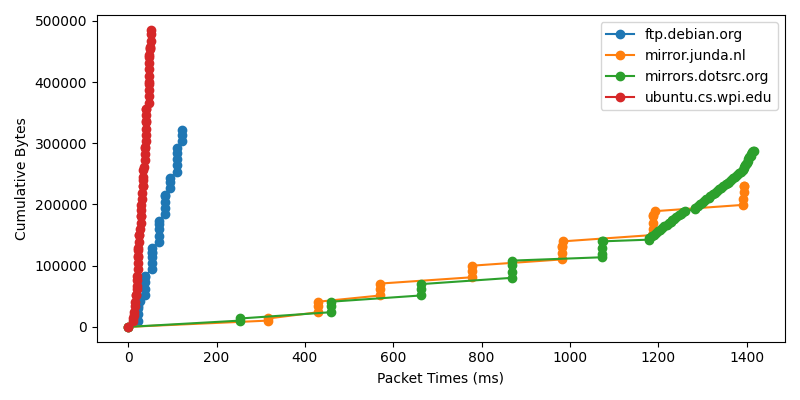 500000
400000
300000
200000
100000
0
Cumulative Bytes
0 200 400 600 800 1000 1200 1400
Packet Times (ms)
ftp.debian.org
mirror.junda.nl
mirrors.dotsrc.org
ubuntu.cs.wpi.edu